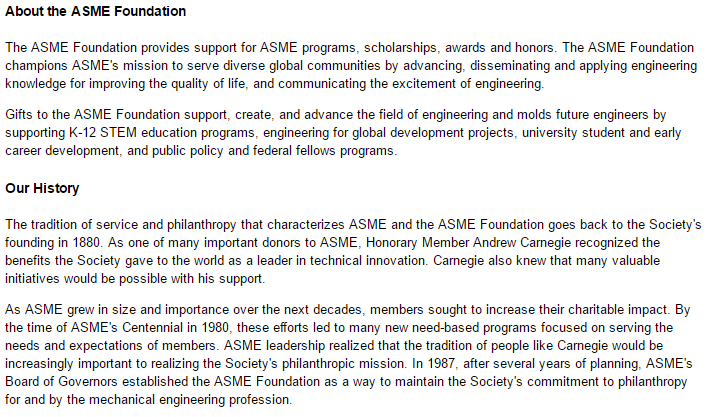 About the ASME Foundation
The ASME Foundation provides support for ASME programs, scholarships, awards and honors. The ASME Foundation
champions ASME's mission to serve diverse global communities by advancing, disseminating and applying engineering
knowledge for improving the quality of life, and communicating the excitement of engineering.
Gifts to the ASME Foundation support, create, and advance the field of engineering and molds future engineers by
supporting K-12 STEM education programs, engineering for global development projects, university student and early
career development, and public policy and federal fellows programs.
Our History
The tradition of service and philanthropy that characterizes ASME and the ASME Foundation goes back to the Society's
founding in 1880. As one of many important donors to ASME, Honorary Member Andrew Carnegie recognized the
benefits the Society gave to the world as a leader in technical innovation. Carnegie also knew that many valuable
initiatives would be possible with his support.
As ASME grew in size and importance over the next decades, members sought to increase their charitable impact. By
the time of ASME's Centennial in 1980, these efforts led to many new need-based programs focused on serving the
needs and expectations of members. ASME leadership realized that the tradition of people like Carnegie would be
increasingly important to realizing the Society's philanthropic mission. In 1987, after several years of planning, ASME's
Board of Governors established the ASME Foundation as a way to maintain the Society's commitment to philanthropy
for and by the mechanical engineering profession.